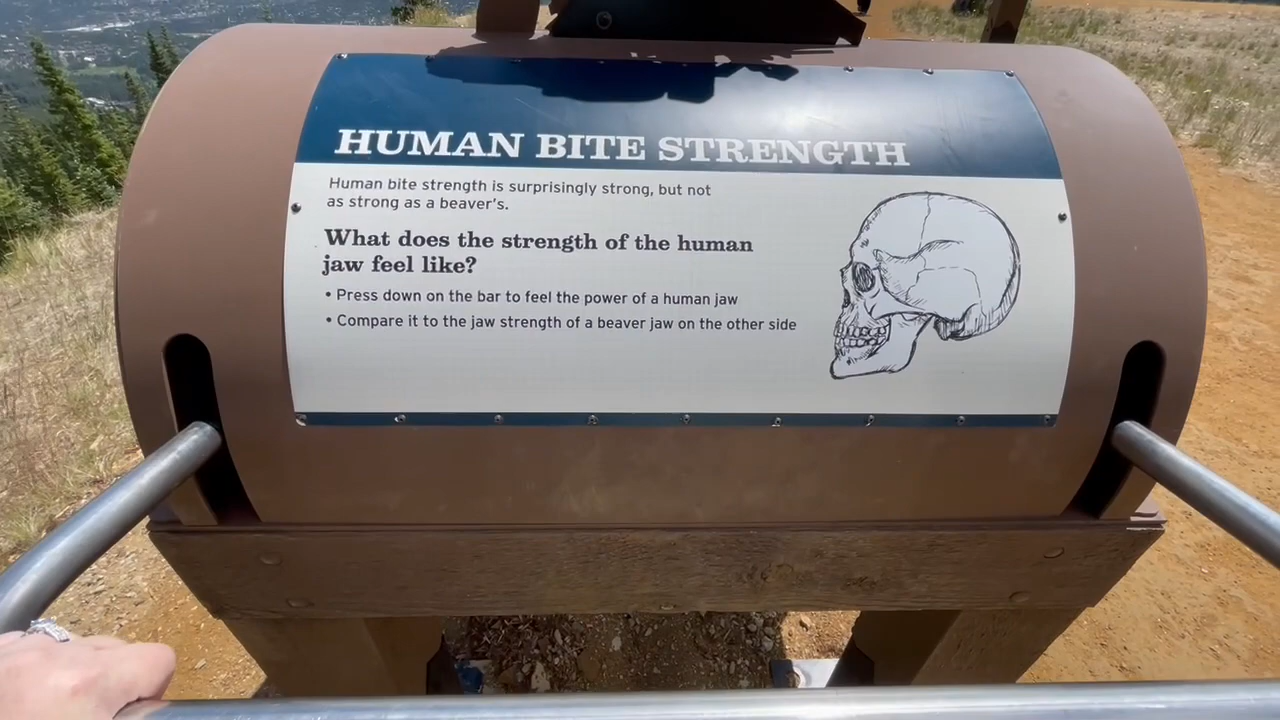 HUMAN BITE STRENGTH
Human bite strength is surprisingly strong, but not
as strong as a beaver's.
What does the strength of the human
jaw feel like?
• Press down on the bar to feel the power of a human jaw
• Compare it to the jaw strength of a beaver jaw on the other side